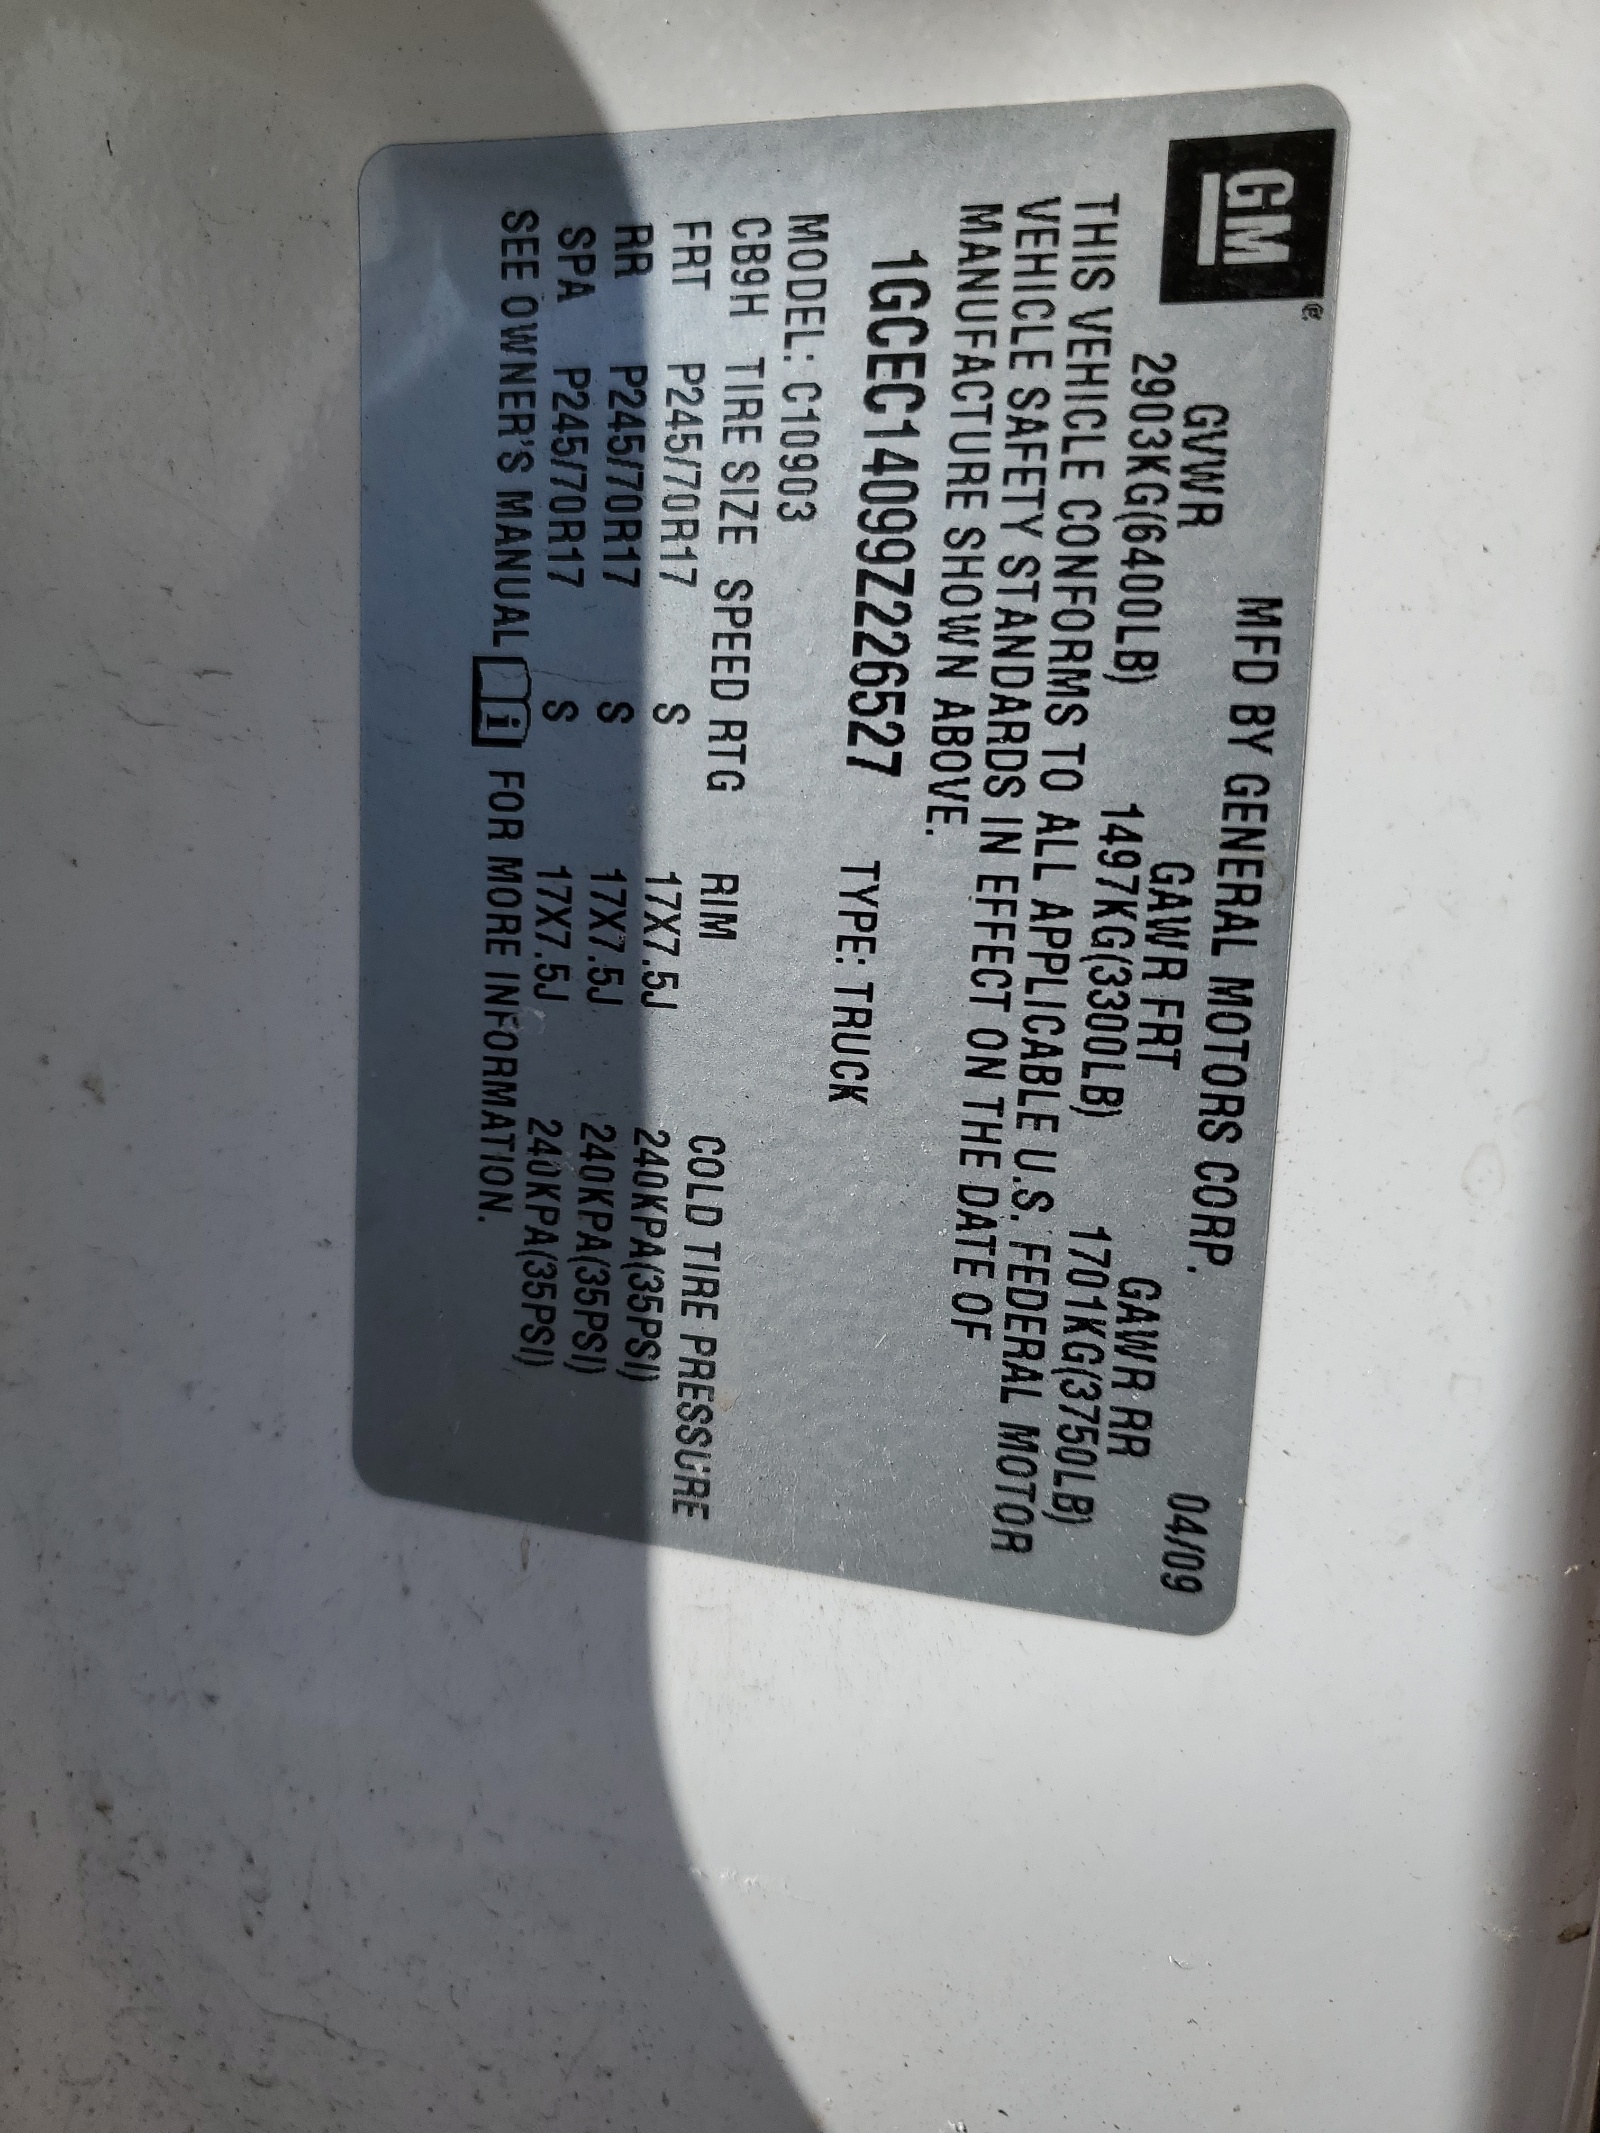 GM
MFD BY GENERAL MOTORS CORP. 04/09
GVWR GAWR FRT GAWR RR
2903KG(6400LB) 1497KG(3300LB) 1701KG(3750LB)
THIS VEHICLE CONFORMS TO ALL APPLICABLE U.S. FEDERAL MOTOR
VEHICLE SAFETY STANDARDS IN EFFECT ON THE DATE OF
MANUFACTURE SHOWN ABOVE.
1GCEC14099Z226527 TYPE: TRUCK
MODEL: C10903
CB9H TIRE SIZE SPEED RTG RIM COLD TIRE PRESSURE
FRT P245/70R17 S 17X7.5J 240KPA(35PSI)
RR P245/70R17 S 17X7.5J 240KPA(35PSI)
SPA P245/70R17 S 17X7.5J 240KPA(35PSI)
SEE OWNER'S MANUAL i FOR MORE INFORMATION.